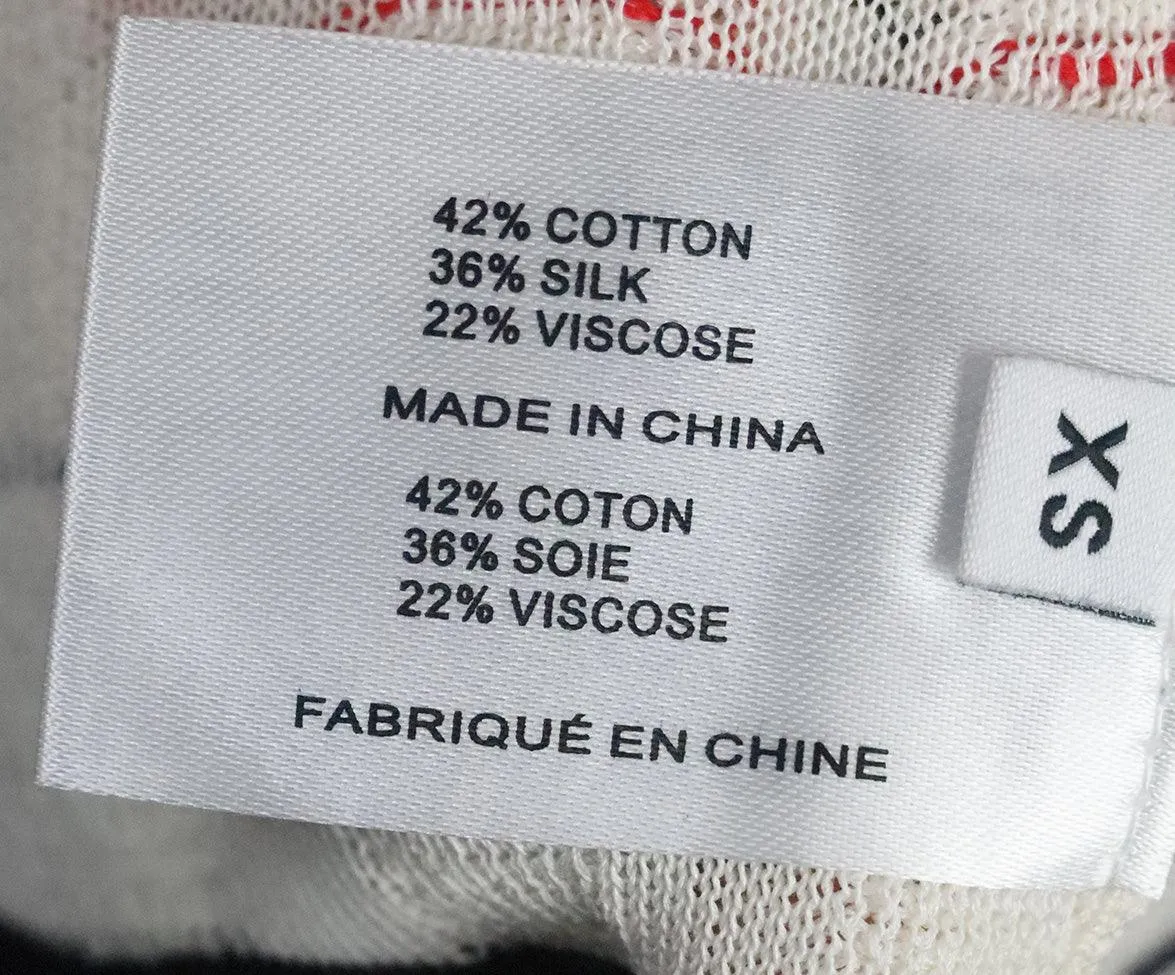 42% COTTON
36% SILK
22% VISCOSE
MADE IN CHINA
42% COTON
36% SOIE
22% VISCOSE
FABRIQUÉ EN CHINE
XS